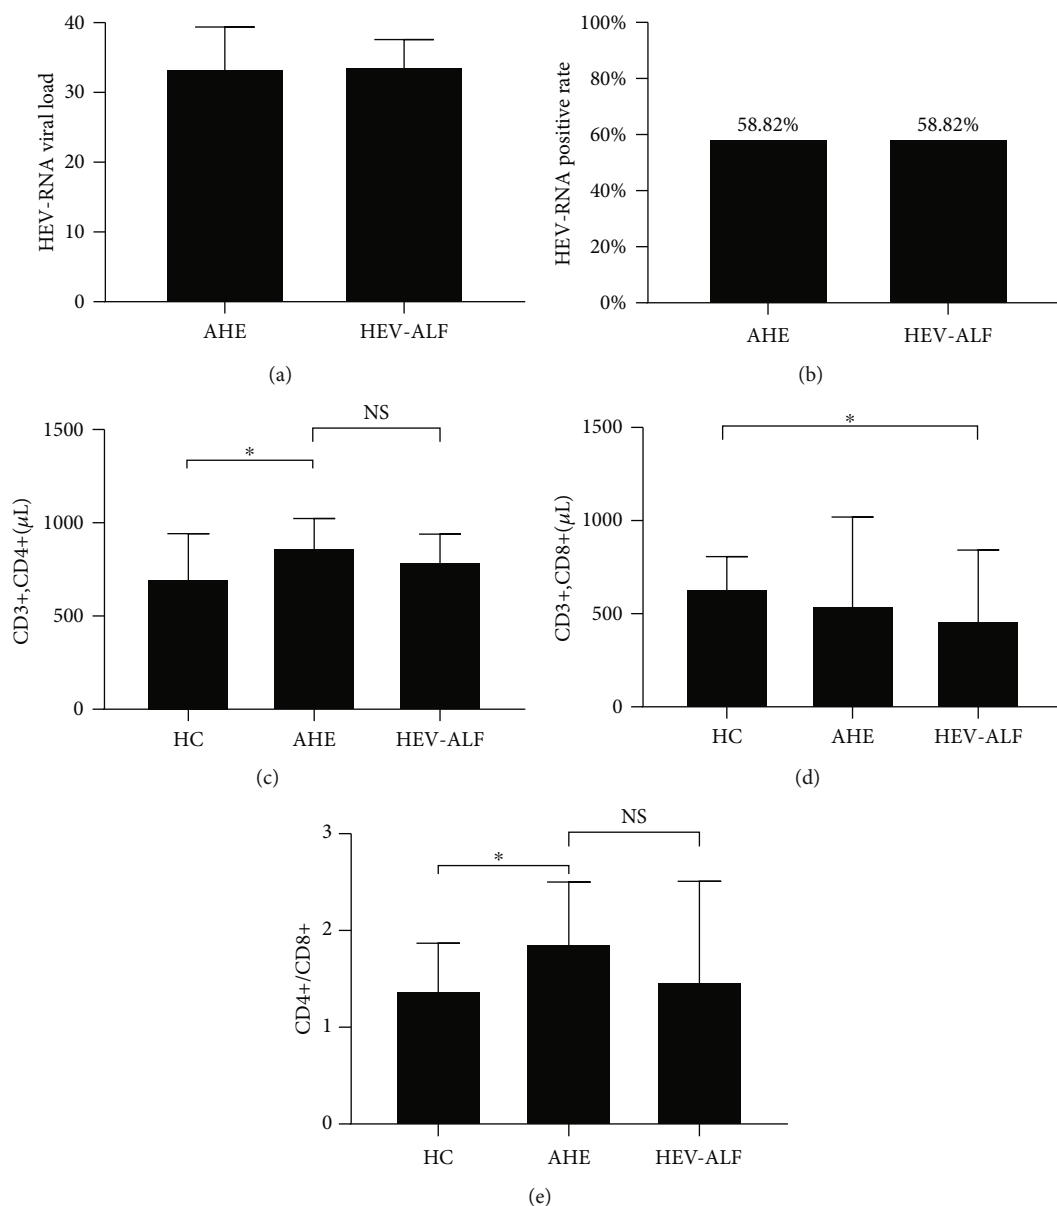 HEV-RNA viral load
40
30
20
10
0
AHE
HEV-ALF
(a)
HEV-RNA positive rate
100%
80%
60%
40%
20%
0%
58.82%
58.82%
AHE
HEV-ALF
(b)
CD3+,CD4+(μL)
1500
1000
500
0
*
NS
HC
AHE
HEV-ALF
(c)
CD3+,CD8+(μL)
1500
1000
500
0
*
HC
AHE
HEV-ALF
(d)
CD4+/CD8+
3
2
1
0
*
NS
HC
AHE
HEV-ALF
(e)